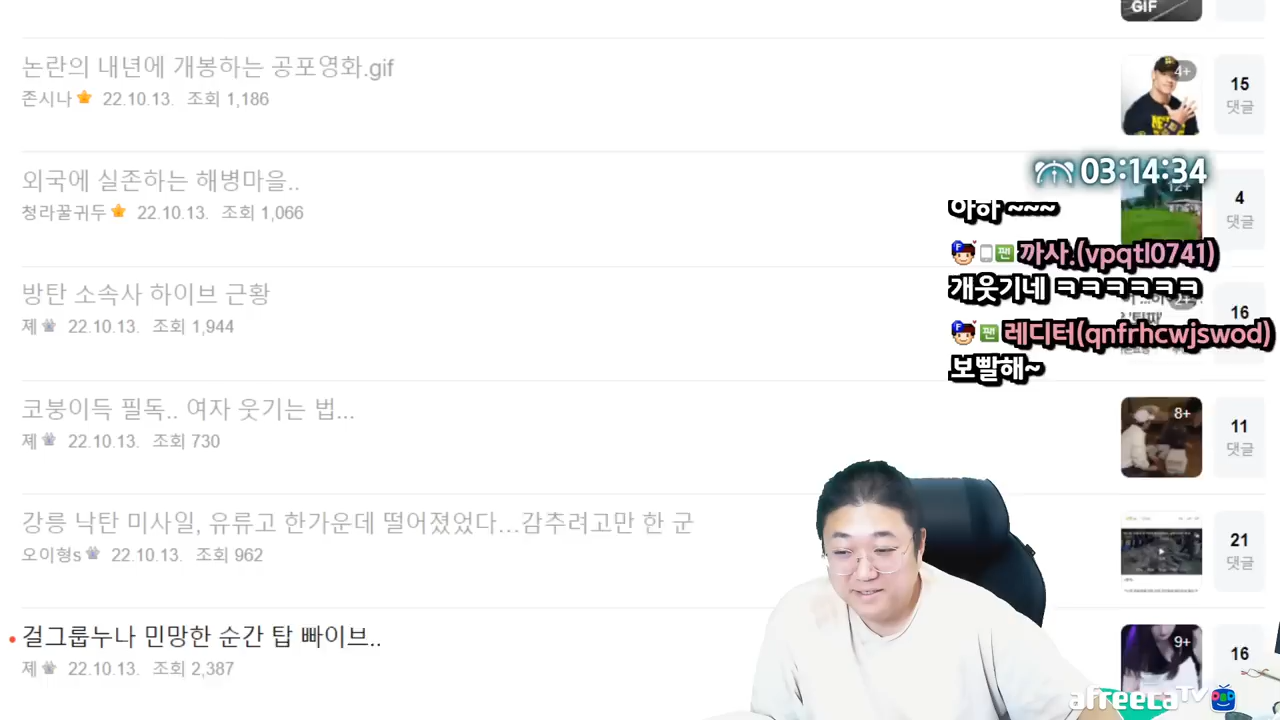 GIF
논란의 내년에 개봉하는 공포영화.gif
존시나 22.10.13. 조회 1,186
4+
15
댓글
03:14:34
외국에 실존하는 해병마을..
청라꿀귀두 22.10.13. 조회 1,066
12+
4
댓글
아하 ~~~
까사.(vpqtl0741)
개웃기네 ㅋㅋㅋㅋㅋㅋ
방탄 소속사 하이브 근황
제 22.10.13. 조회 1,944
2+
16
레디터(qnfrhcwjswod)
보빨해~
코붕이득 필독.. 여자 웃기는 법...
제 22.10.13. 조회 730
8+
11
댓글
강릉 낙탄 미사일, 유류고 한가운데 떨어졌었다...감추려고만 한 군
오이형s 22.10.13. 조회 962
21
댓글
걸그룹누나 민망한 순간 탑 빠이브..
제 22.10.13. 조회 2,387
9+
16
afreecaTV